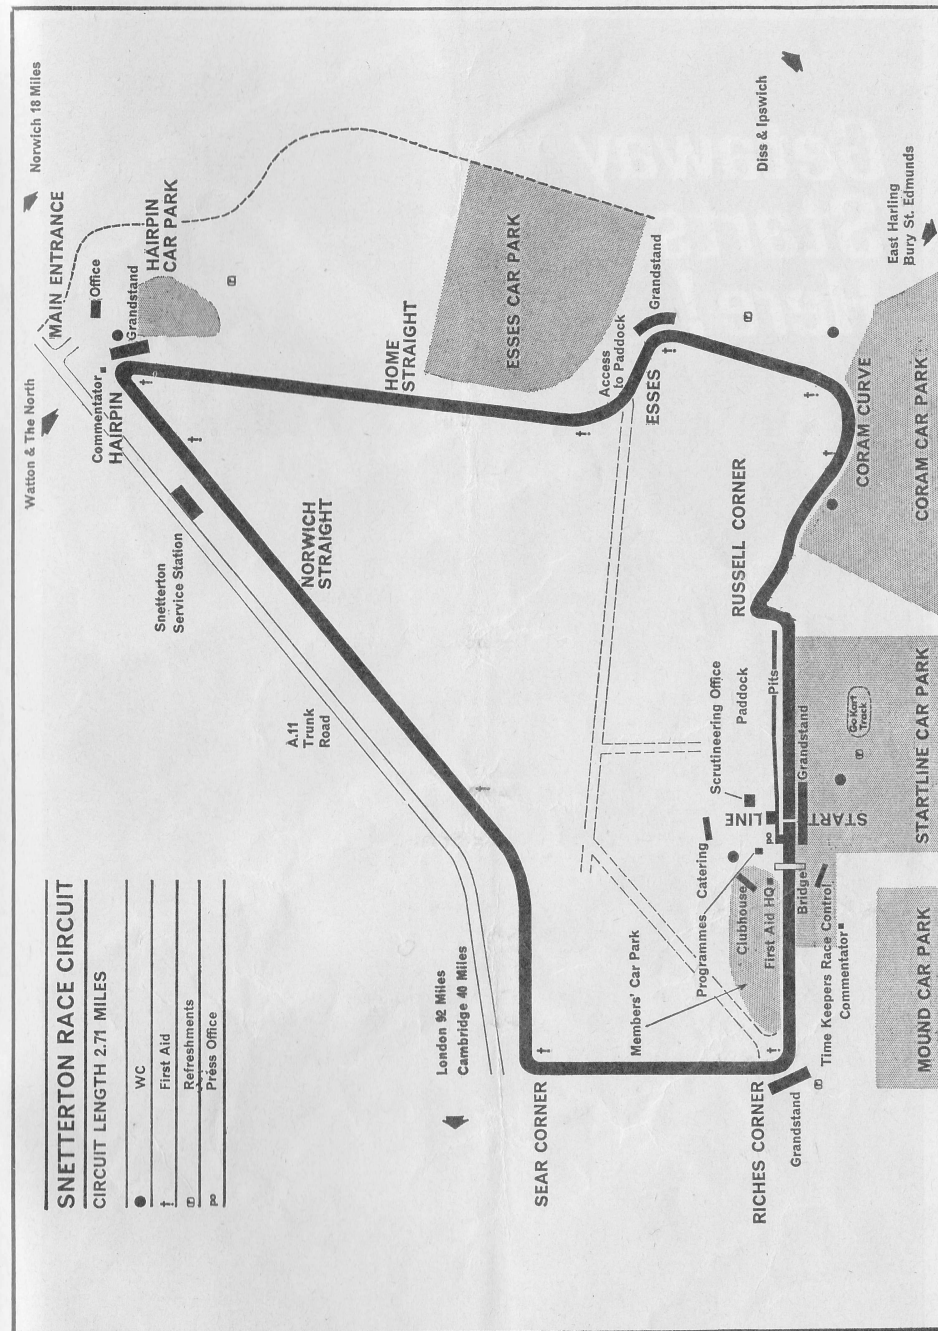 SNETTERTON RACE CIRCUIT
CIRCUIT LENGTH 2.71 MILES
WC
First Aid
Refreshments
po
Press Office
Watton & The North
Norwich 18 Miles
MAIN ENTRANCE
Office
Grandstand
HAIRPIN
CAR PARK
Commentator
HAIRPIN
Snetterton
Service Station
NORWICH
STRAIGHT
HOME
STRAIGHT
A.11
Trunk
Road
London 92 Miles
Cambridge 40 Miles
ESSES CAR PARK
Access
to Paddock
Grandstand
ESSES
Diss & Ipswich
East Harling
Bury St. Edmunds
CORAM CURVE
CORAM CAR PARK
RUSSELL CORNER
Scrutineering Office
Paddock
Pits
Grandstand
Go Kart
Track
STARTLINE CAR PARK
START
LINE
po
Catering
Programmes
Clubhouse
First Aid HQ
Bridge
Members' Car Park
Time Keepers Race Control
Commentator
MOUND CAR PARK
SEAR CORNER
RICHES CORNER
Grandstand